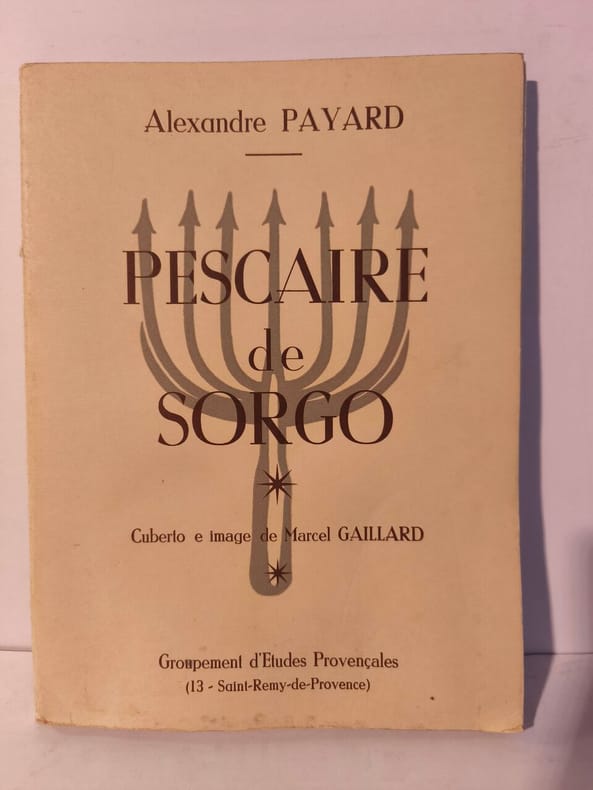 Alexandre PAYARD
PESCAIRE
de
SORGO
Cuberto e image de Marcel GAILLARD
Groupement d'Etudes Provençales
(13 - Saint-Remy-de-Provence)